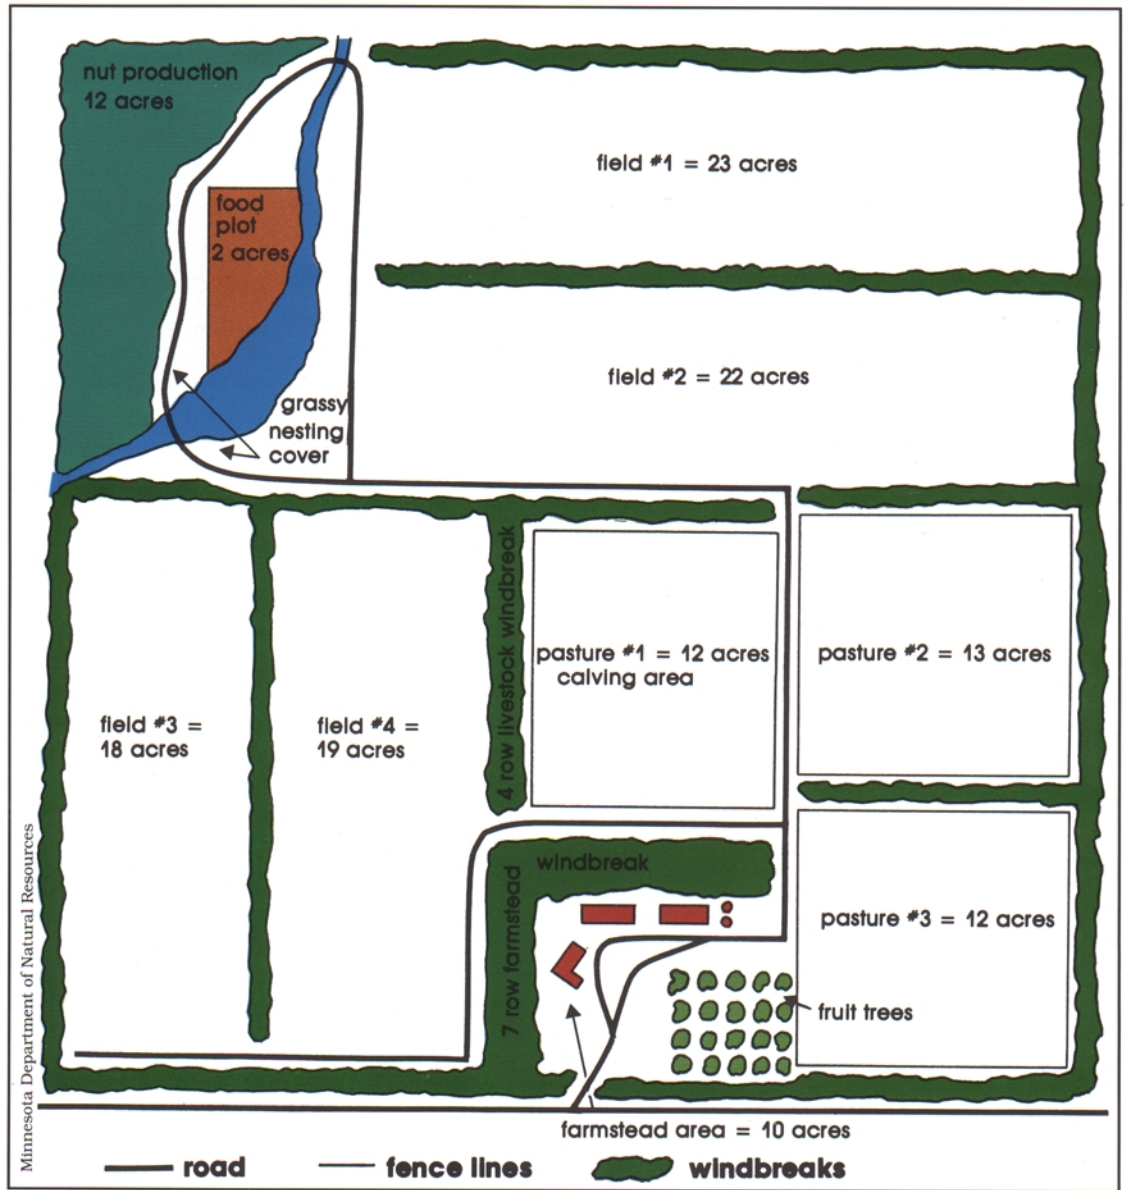 nut production
12 acres
field #1 = 23 acres
food
plot
2 acres
field #2 = 22 acres
grassy
nesting
cover
4 row livestock windbreak
pasture #1 = 12 acres
calving area
pasture #2 = 13 acres
field #3 =
18 acres
field #4 =
19 acres
windbreak
7 row farmstead
pasture #3 = 12 acres
fruit trees
farmstead area = 10 acres
road
fence lines
windbreaks
Minnesota Department of Natural Resources